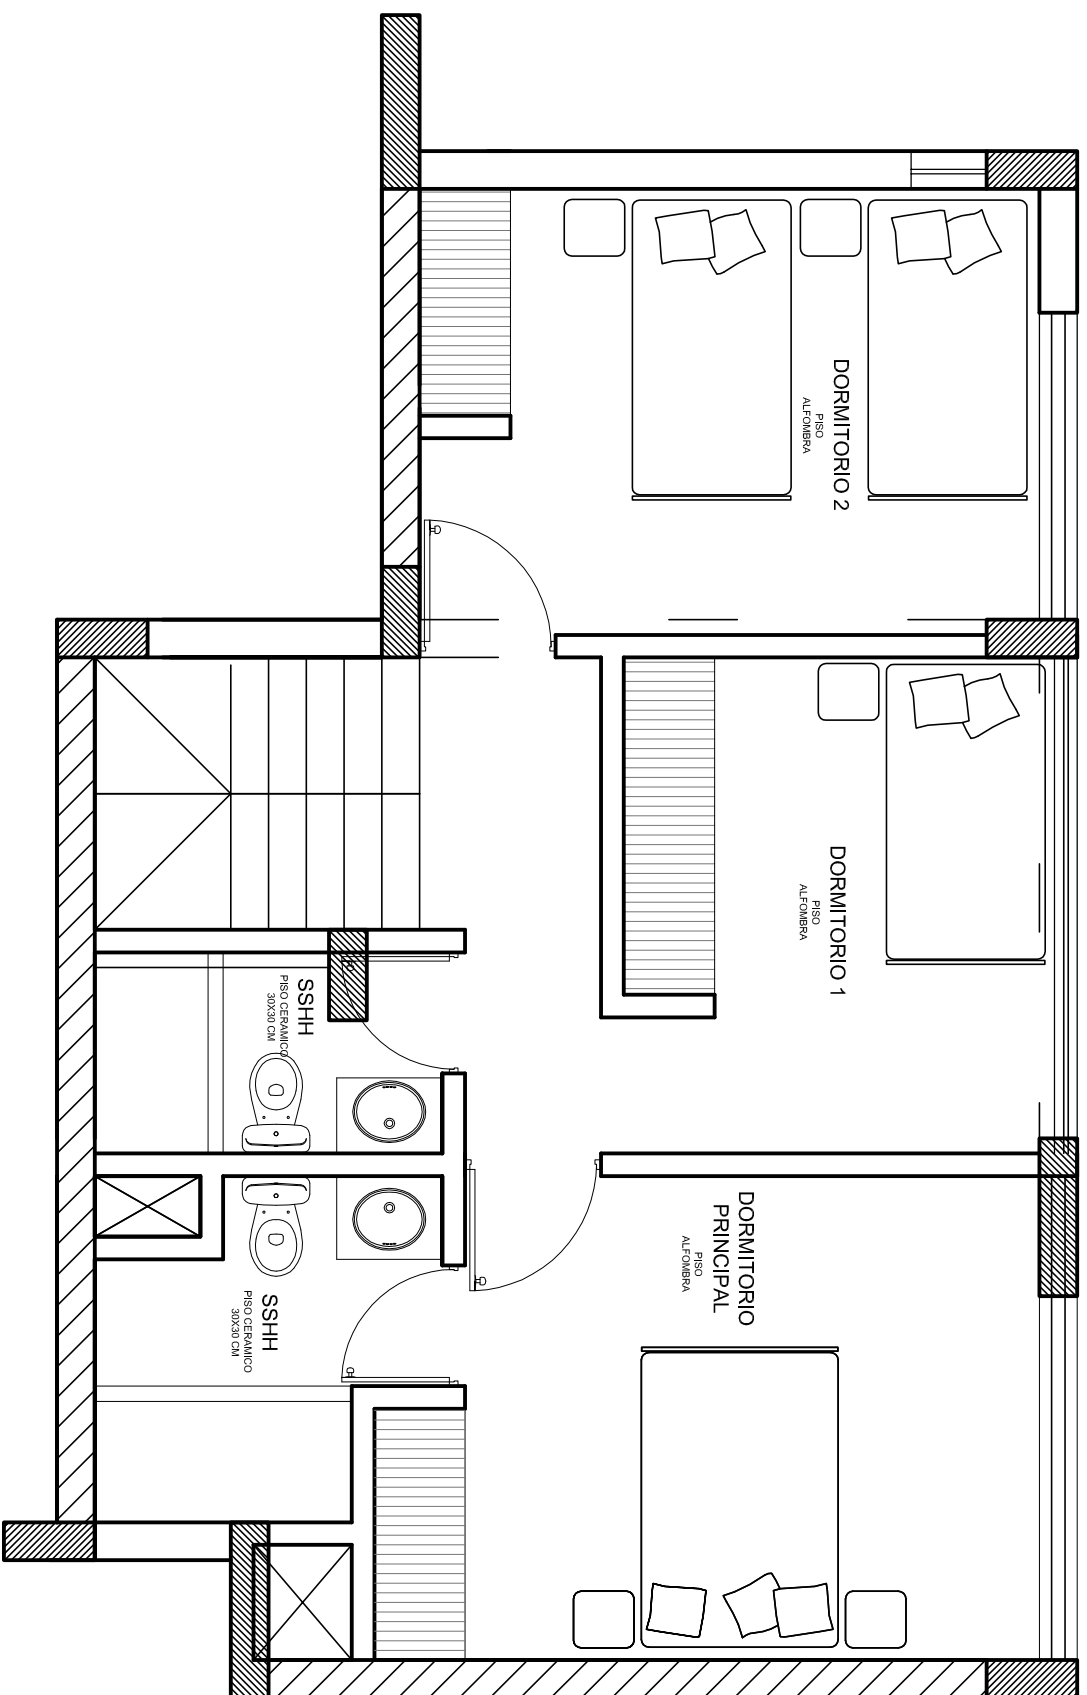 DORMITORIO 2
PISO
ALFOMBRA
DORMITORIO 1
PISO
ALFOMBRA
SSHH
PISO CERAMICO
30X30 CM
DORMITORIO
PRINCIPAL
PISO
ALFOMBRA
SSHH
PISO CERAMICO
30X30 CM